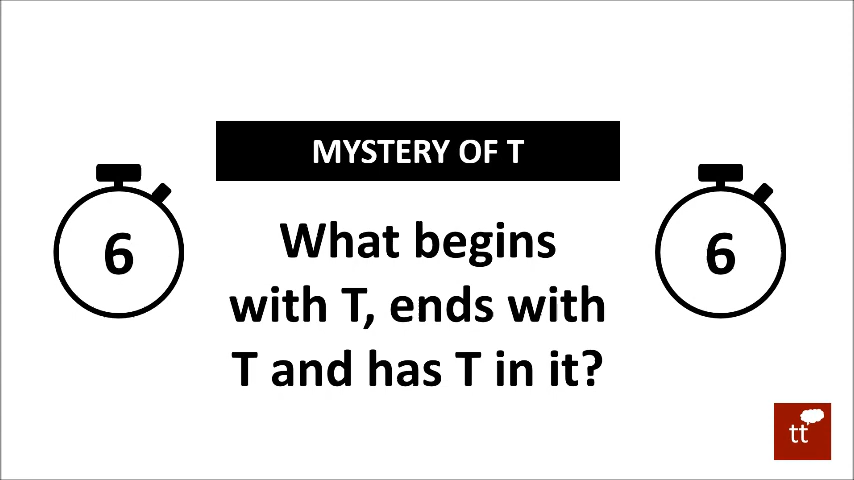 MYSTERY OF T
6
What begins
with T, ends with
T and has T in it?
6
tt